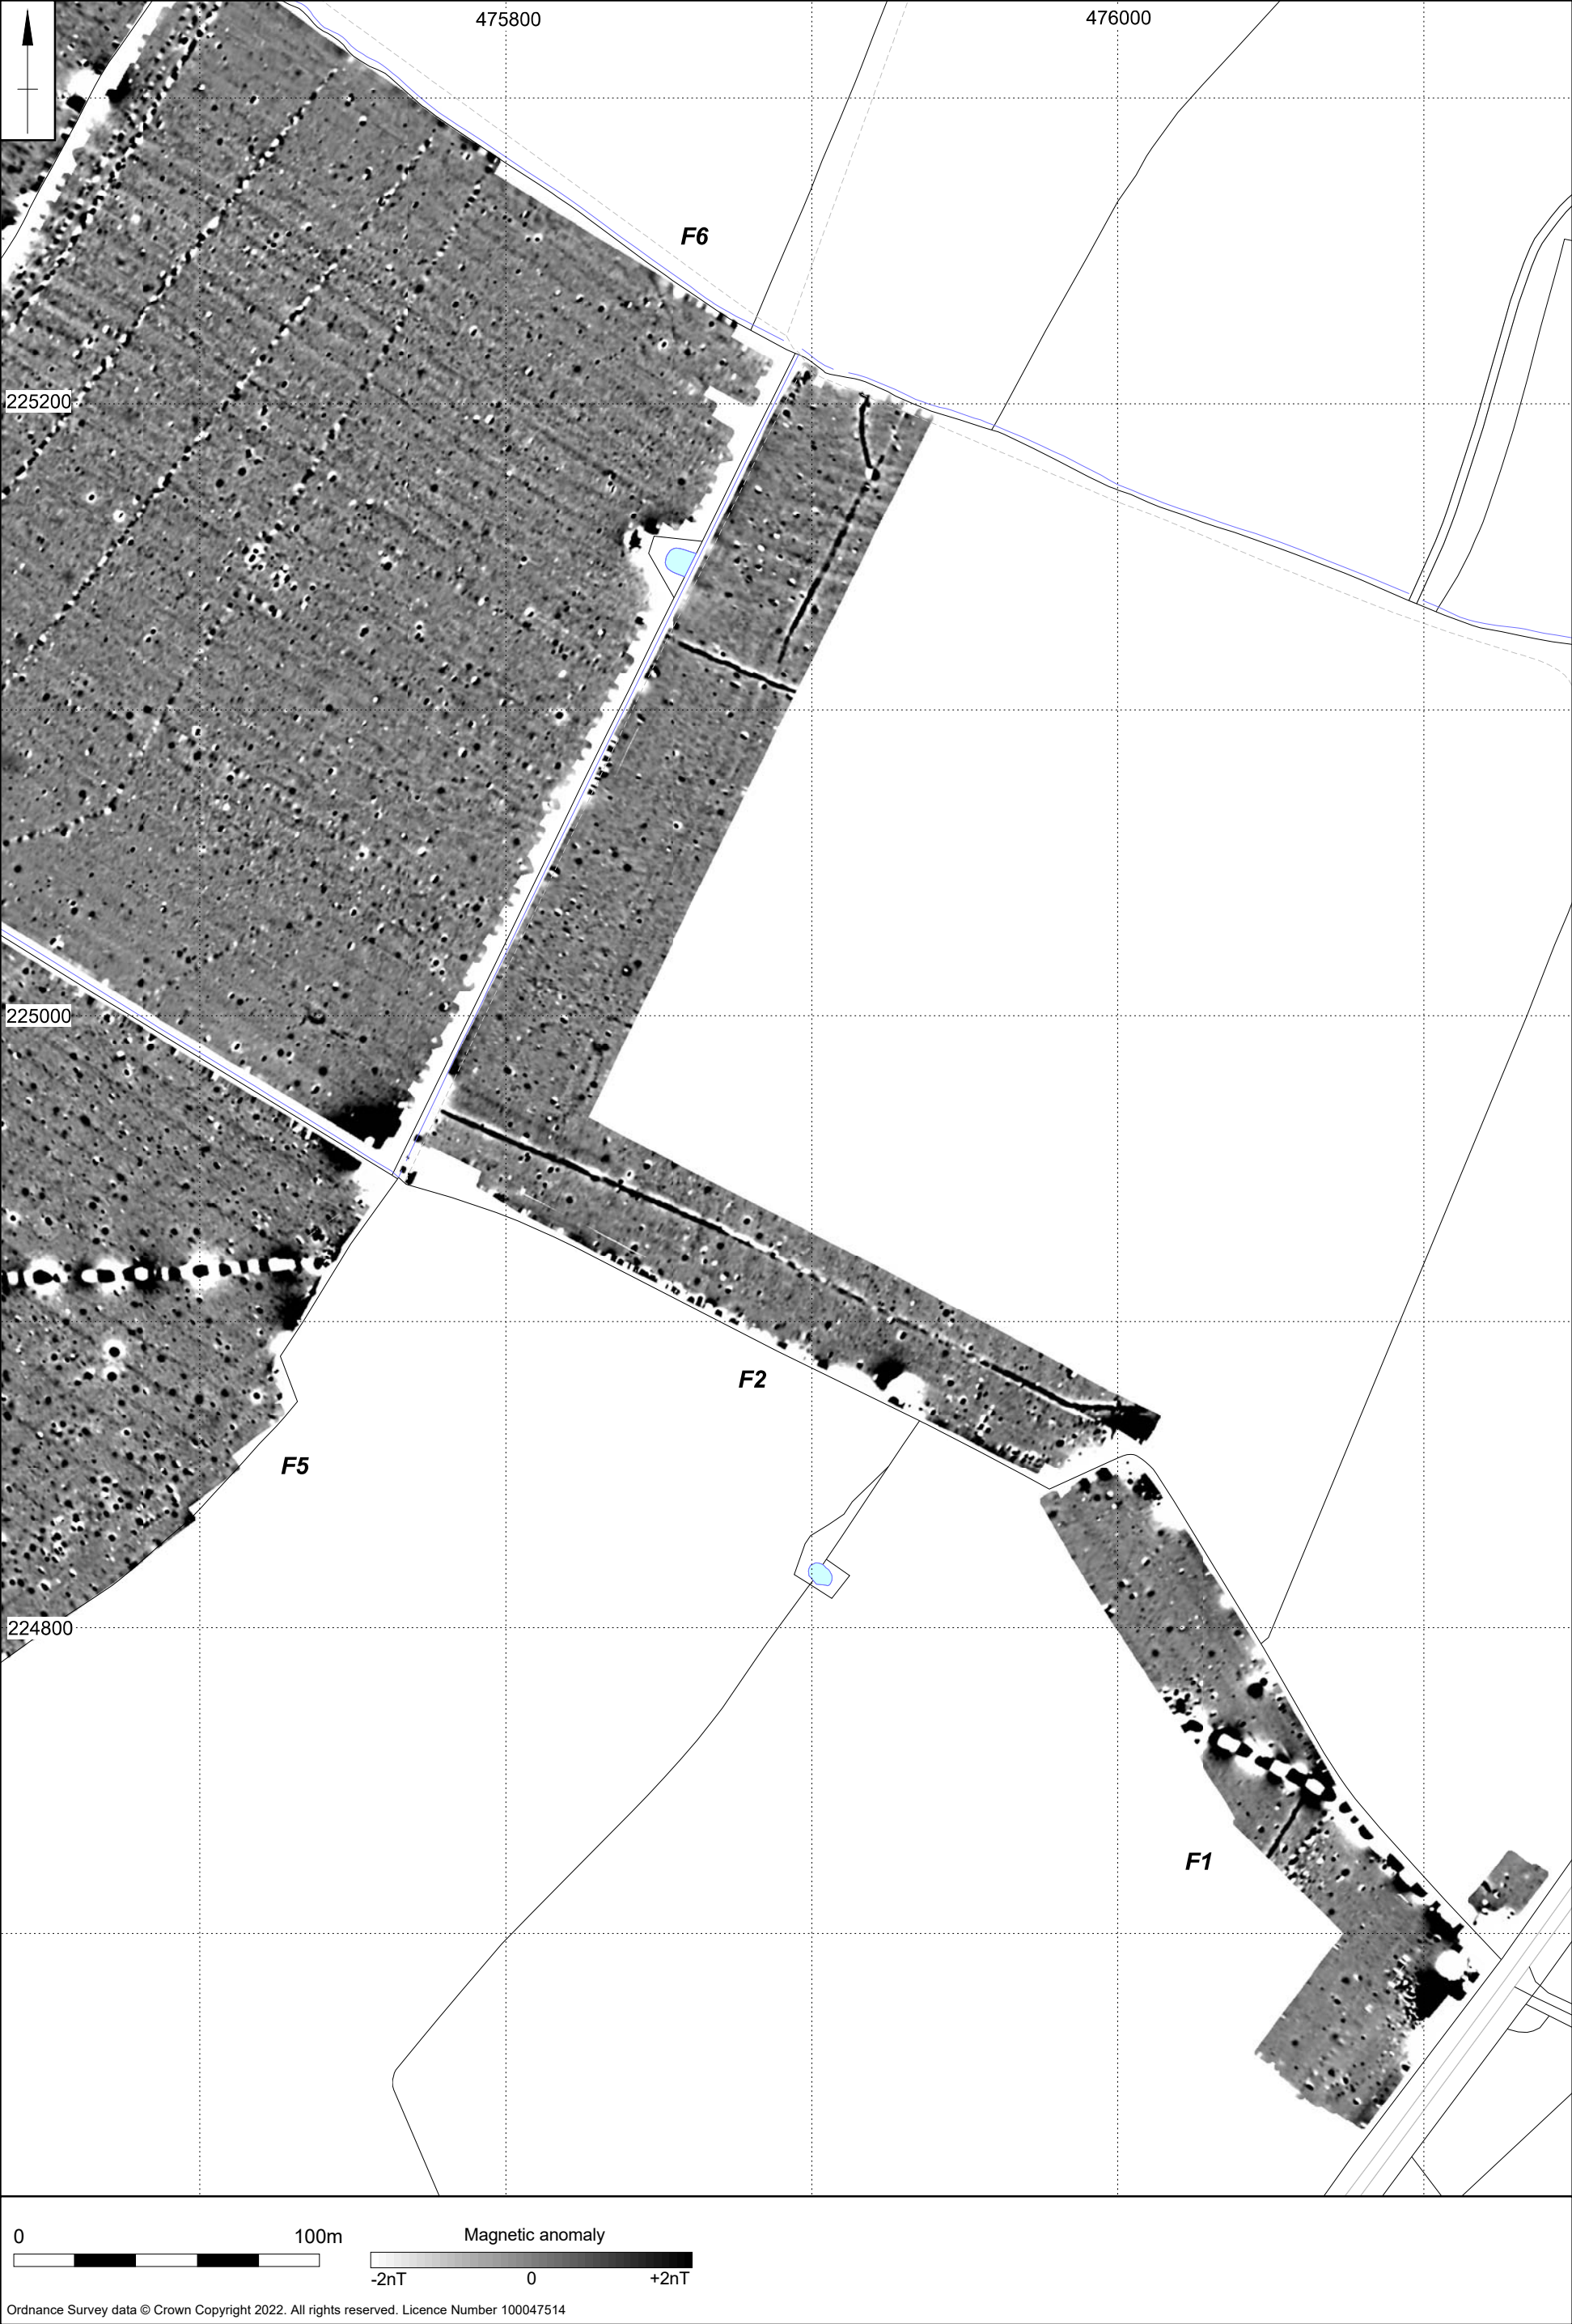 475800
476000
F6
225200
225000
F2
F5
224800
F1
0 100m
Magnetic anomaly
-2nT 0 +2nT
Ordnance Survey data © Crown Copyright 2022. All rights reserved. Licence Number 100047514